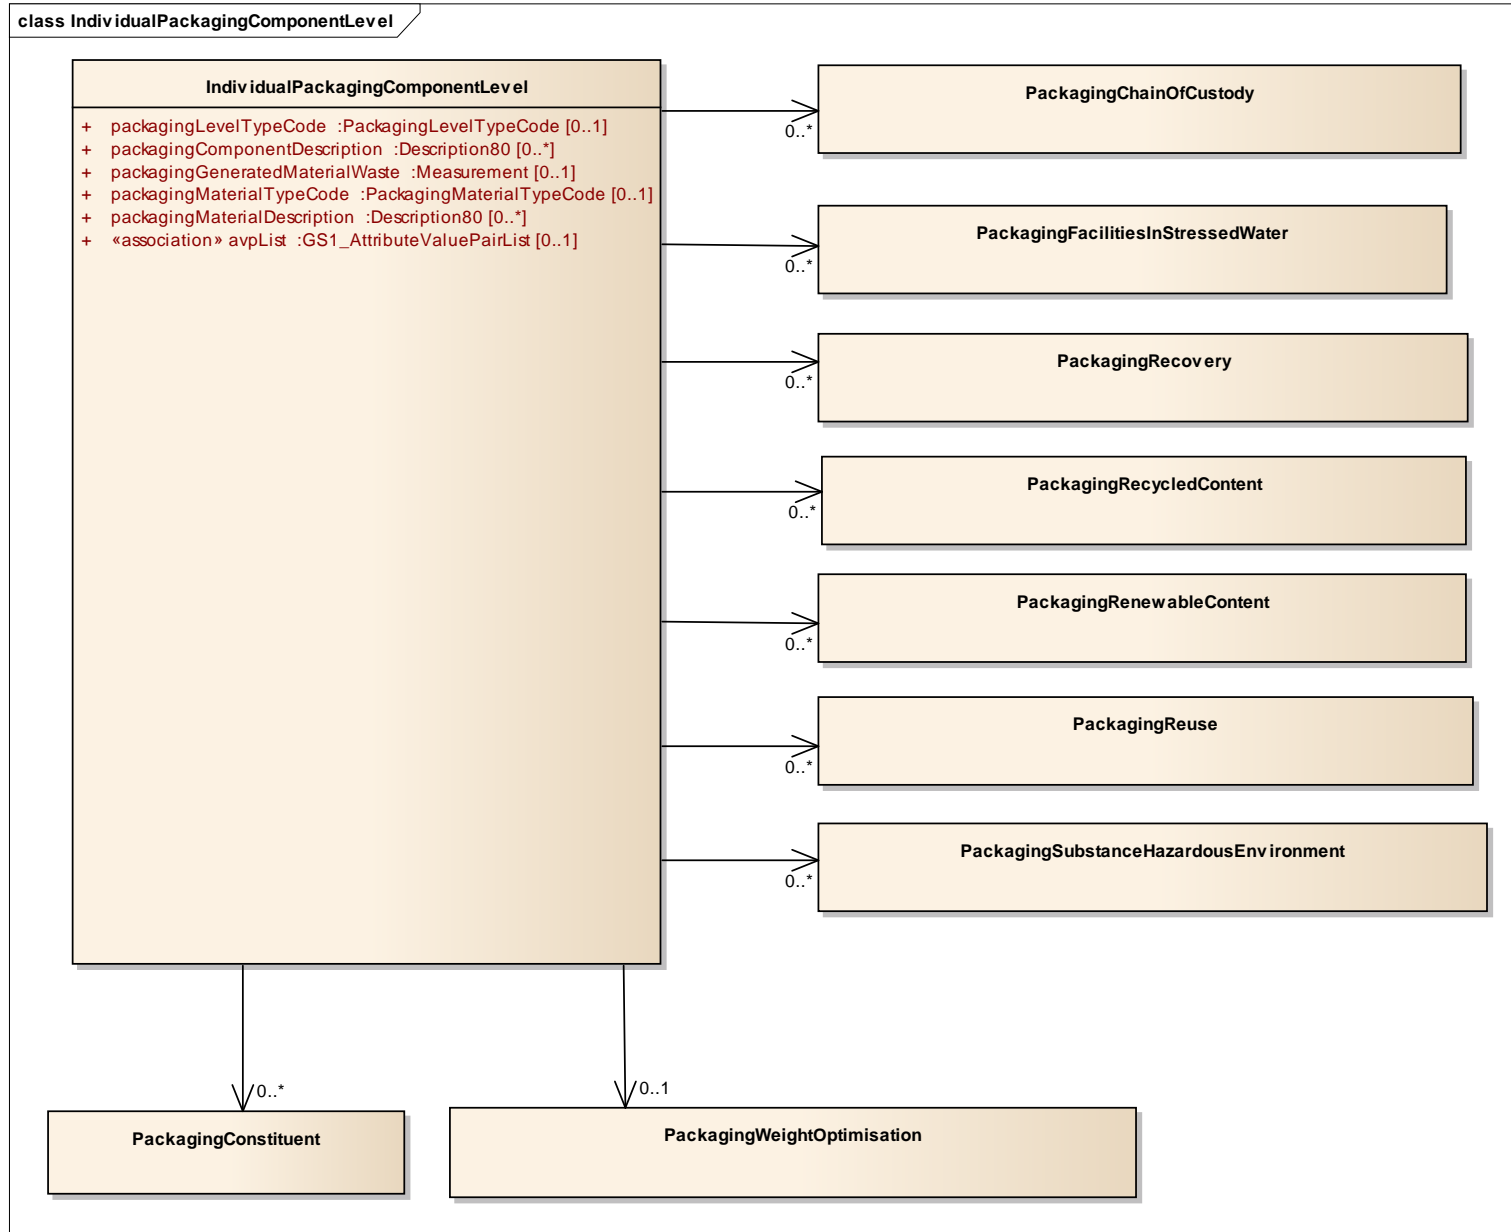 class IndividualPackagingComponentLevel
IndividualPackagingComponentLevel
+ packagingLevelTypeCode :PackagingLevelTypeCode [0..1]
+ packagingComponentDescription :Description80 [0..*]
+ packagingGeneratedMaterialWaste :Measurement [0..1]
+ packagingMaterialTypeCode :PackagingMaterialTypeCode [0..1]
+ packagingMaterialDescription :Description80 [0..*]
+ «association» avpList :GS1_AttributeValuePairList [0..1]
PackagingChainOfCustody
0..*
PackagingFacilitiesInStressedWater
0..*
PackagingRecovery
0..*
PackagingRecycledContent
0..*
PackagingRenewableContent
0..*
PackagingReuse
0..*
PackagingSubstanceHazardousEnvironment
0..*
0..*
0..1
PackagingConstituent
PackagingWeightOptimisation